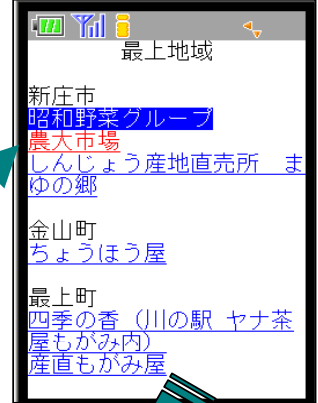 最上地域
新庄市
昭和野菜グループ
農大市場
しんじょう産地直売所　ま
ゆの郷
金山町
ちょうほう屋
最上町
四季の香（川の駅 ヤナ茶
屋もがみ内）
産直もがみ屋